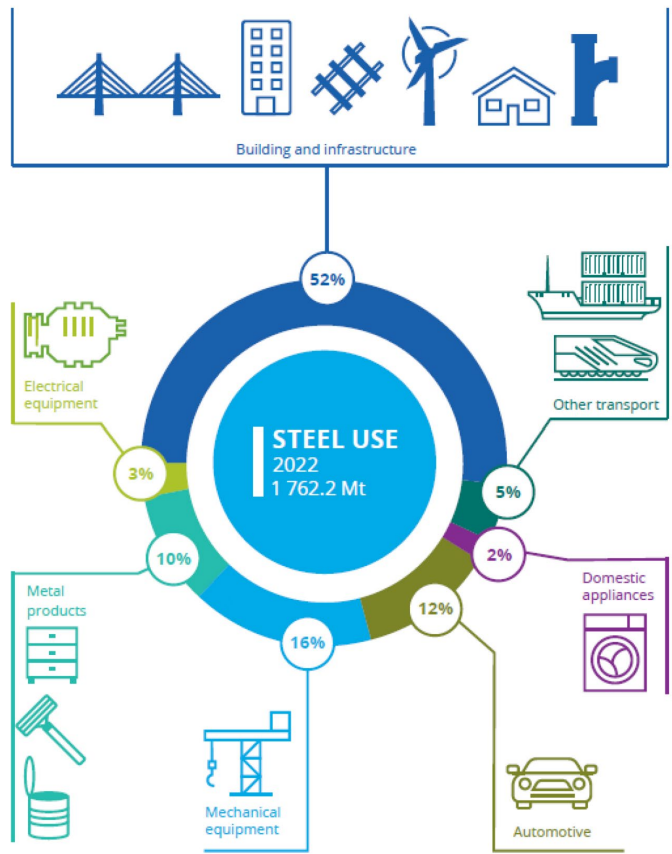 Building and infrastructure
52%
Electrical
equipment
Other transport
STEEL USE
2022
1 762.2 Mt
3%
5%
10%
2%
Metal
products
Domestic
appliances
12%
16%
Mechanical
equipment
Automotive